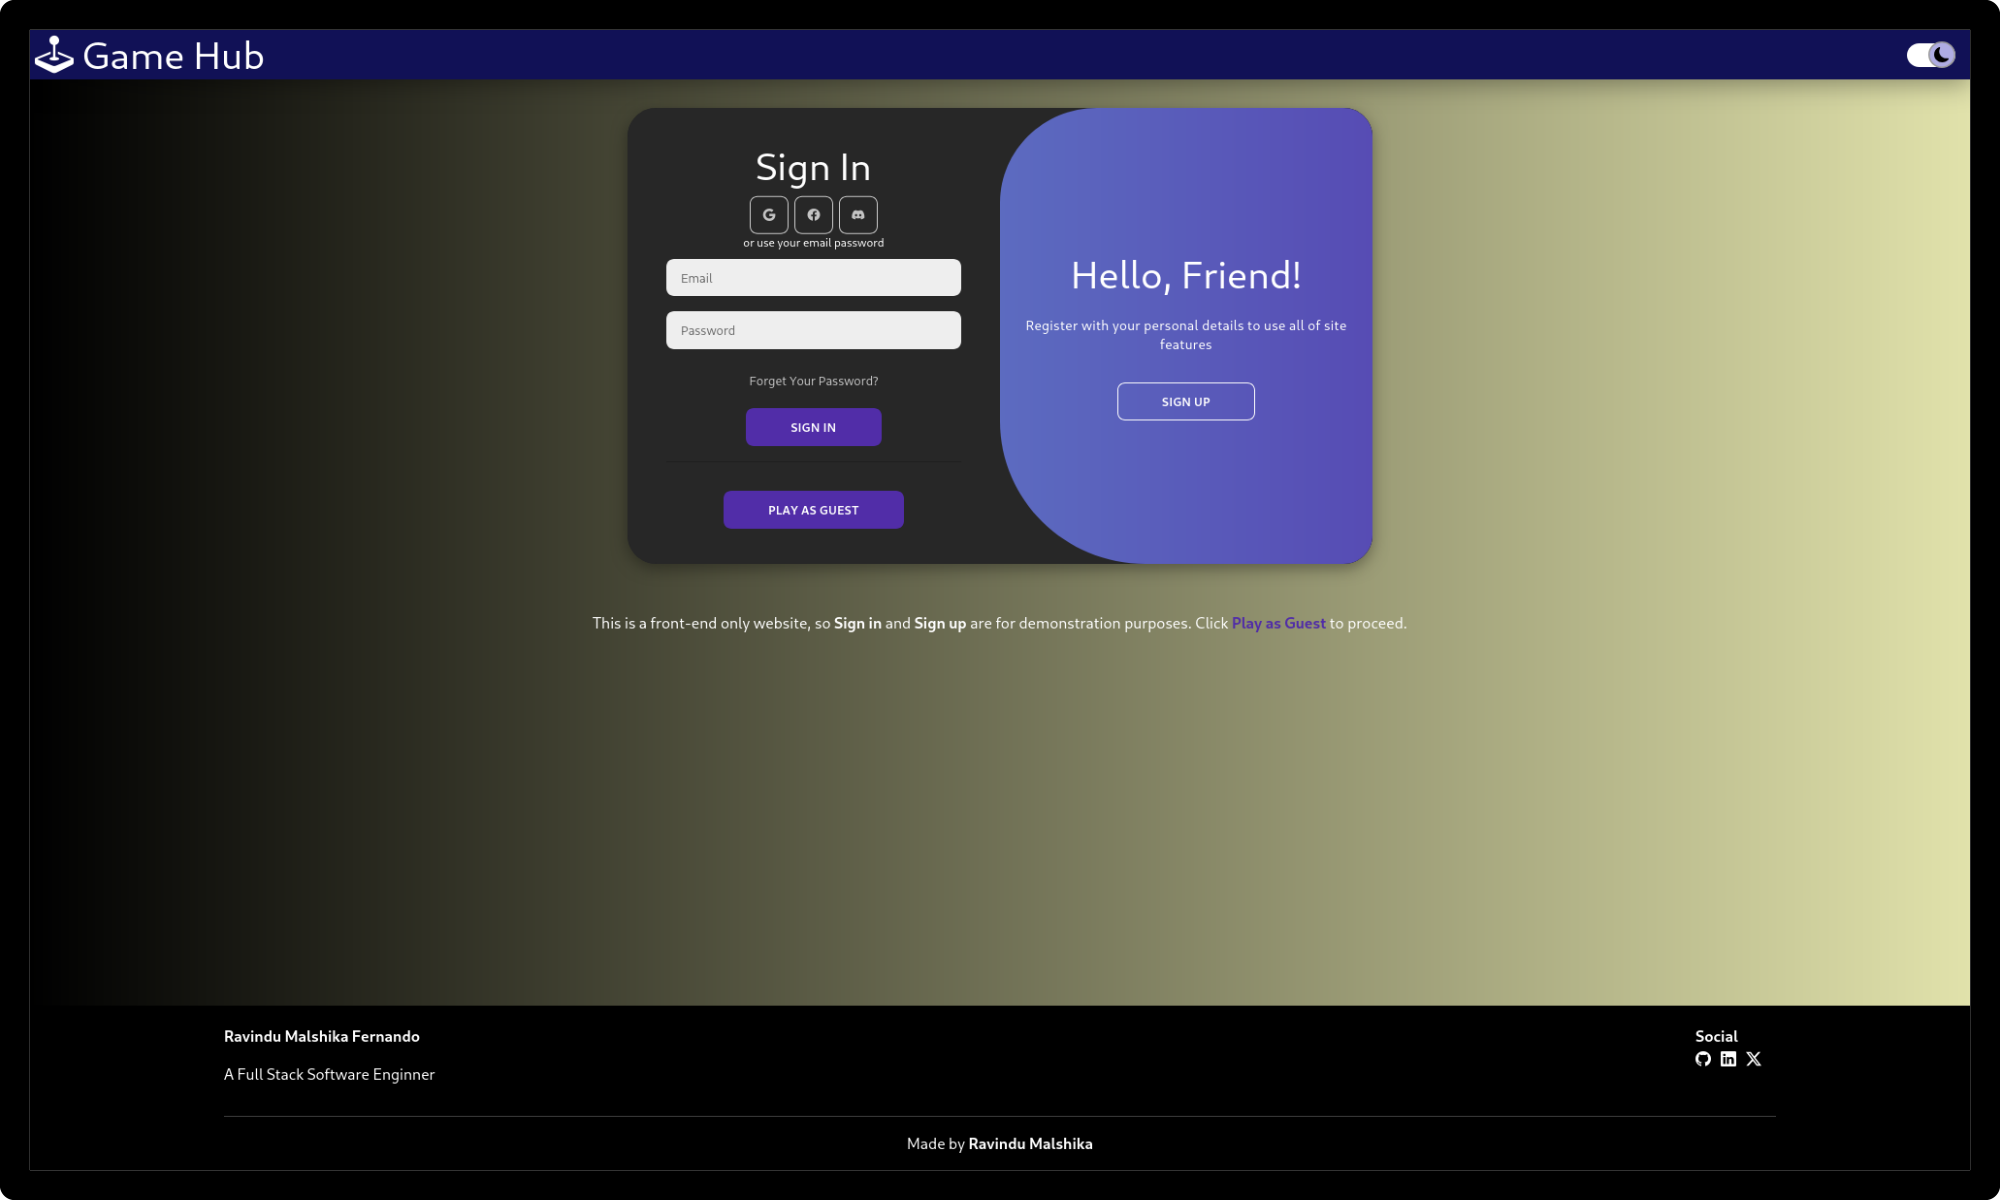 Game Hub
Sign In
or use your email password
Email
Password
Forget Your Password?
SIGN IN
PLAY AS GUEST
Hello, Friend!
Register with your personal details to use all of site
features
SIGN UP
This is a front-end only website, so Sign in and Sign up are for demonstration purposes. Click Play as Guest to proceed.
Ravindu Malshika Fernando
A Full Stack Software Enginner
Social
Made by Ravindu Malshika